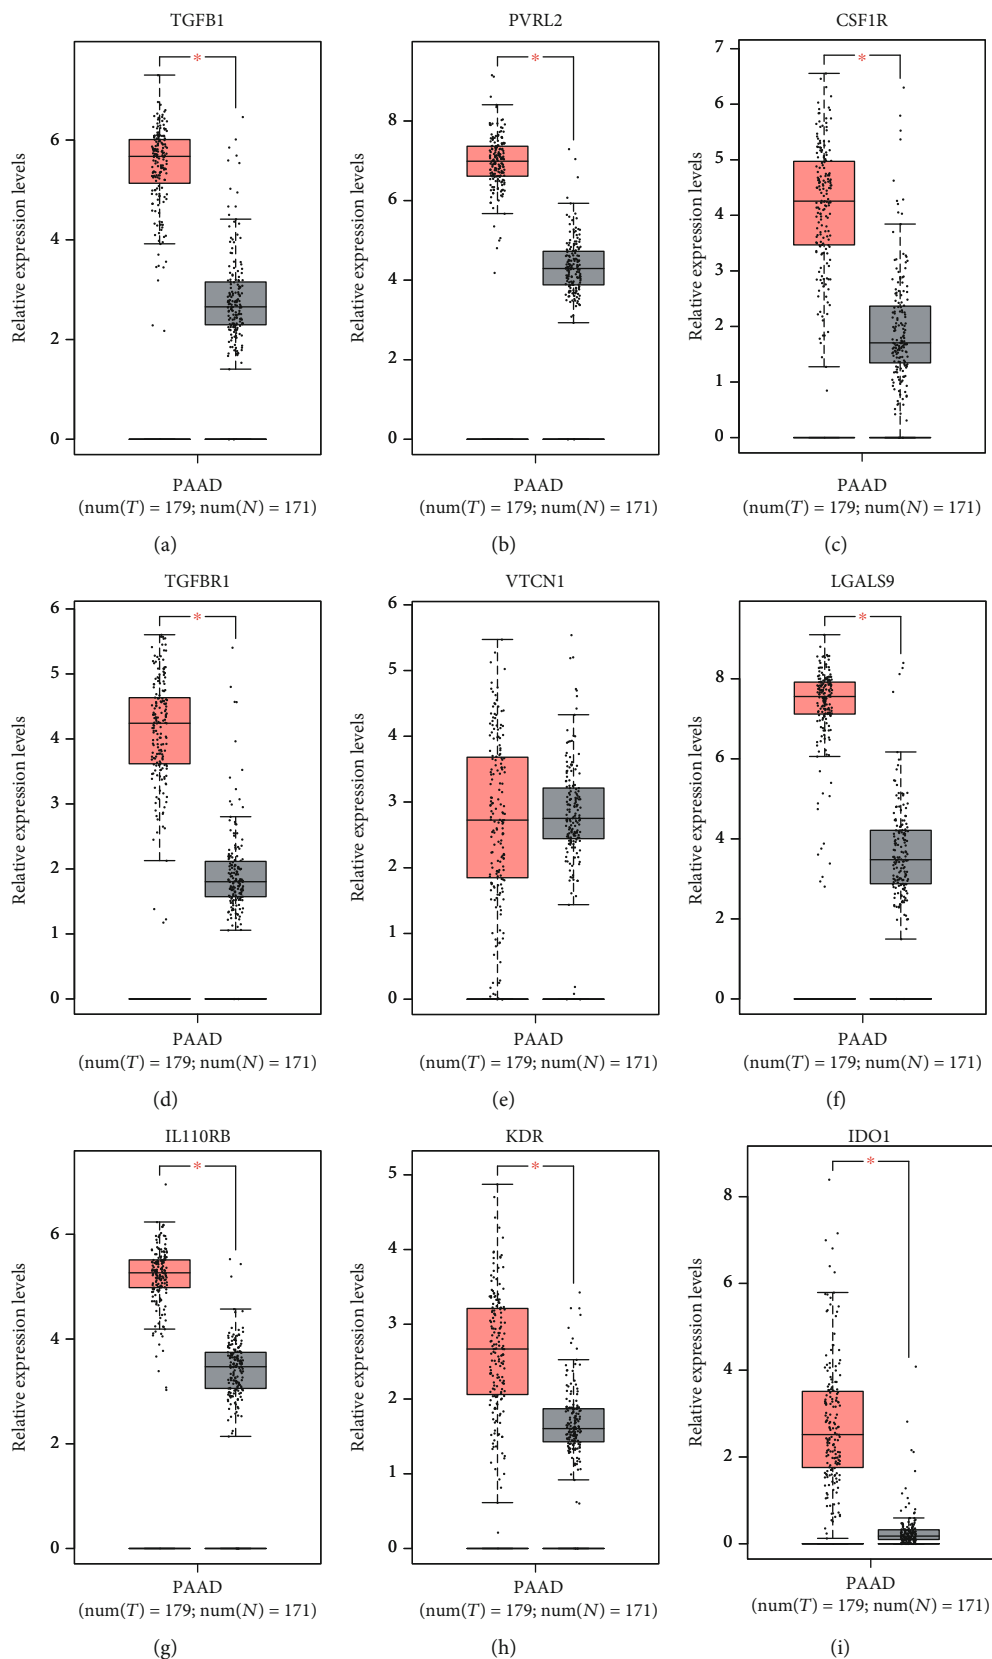 TGFB1
PVRL2
CSF1R
Relative expression levels
6
4
2
0
*
PAAD
(num(T) = 179; num(N) = 171)
(a)
Relative expression levels
8
6
4
2
0
*
PAAD
(num(T) = 179; num(N) = 171)
(b)
Relative expression levels
7
6
5
4
3
2
1
0
*
PAAD
(num(T) = 179; num(N) = 171)
(c)
TGFBR1
VTCN1
LGALS9
Relative expression levels
6
5
4
3
2
1
0
*
PAAD
(num(T) = 179; num(N) = 171)
(d)
Relative expression levels
6
5
4
3
2
1
0
PAAD
(num(T) = 179; num(N) = 171)
(e)
Relative expression levels
8
6
4
2
0
*
PAAD
(num(T) = 179; num(N) = 171)
(f)
IL110RB
KDR
IDO1
Relative expression levels
6
4
2
0
*
PAAD
(num(T) = 179; num(N) = 171)
(g)
Relative expression levels
5
4
3
2
1
0
*
PAAD
(num(T) = 179; num(N) = 171)
(h)
Relative expression levels
8
6
4
2
0
*
PAAD
(num(T) = 179; num(N) = 171)
(i)